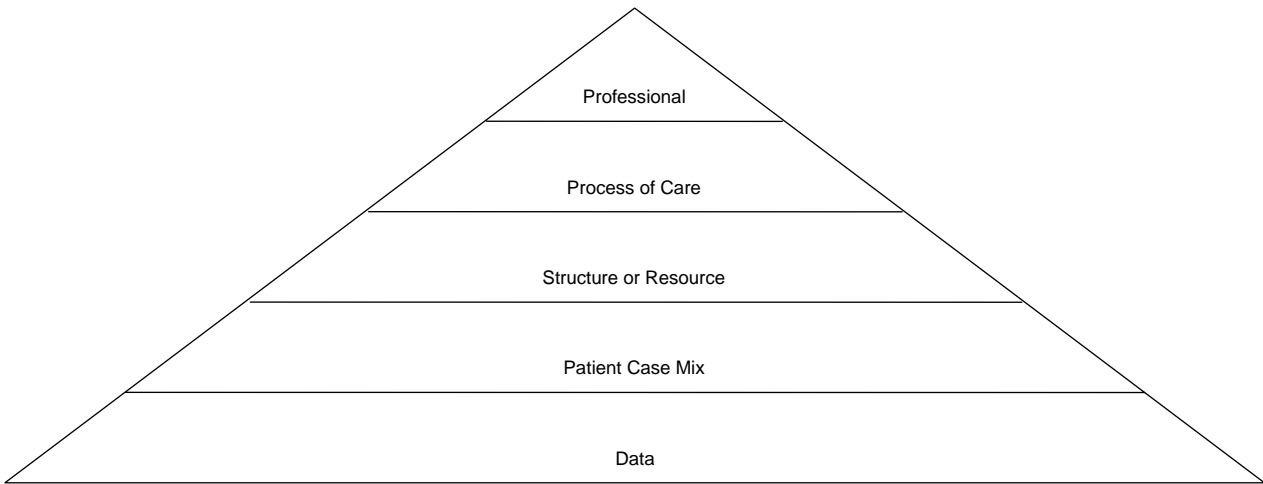 Professional
Process of Care
Structure or Resource
Patient Case Mix
Data